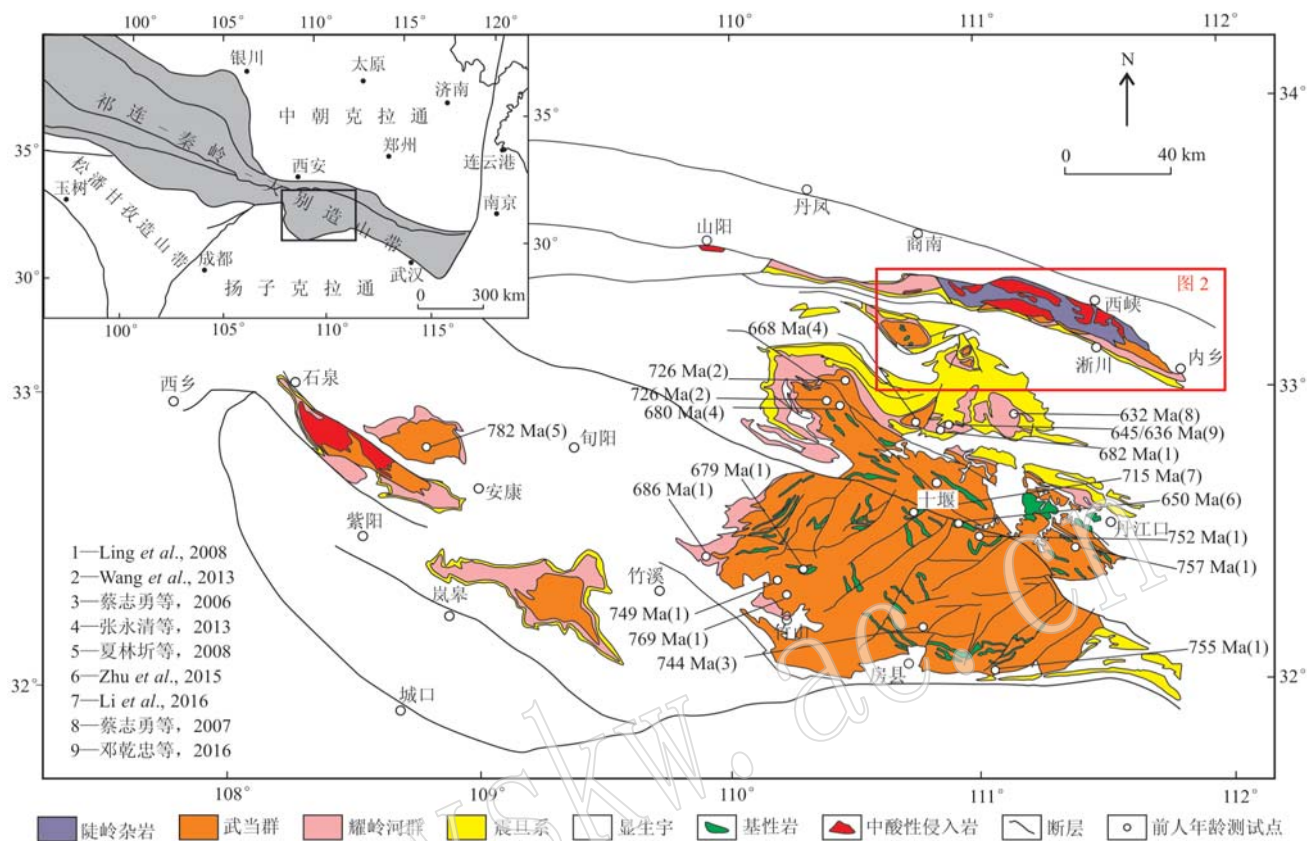 100°
105°
110°
115°
120°
110°
111°
112°
银川
太原
济南
中朝克拉通
祁连-秦岭-
别造山带
郑州
西安
连云港
南京
玉树
松潘甘孜造山带
成都
武汉
扬子克拉通
0 300 km
35°
30°
35°
30°
100°
105°
110°
115°
N
0 40 km
34°
33°
32°
33°
32°
丹凤
山阳
商南
图2
西峡
淅川
内乡
668 Ma(4)
726 Ma(2)
726 Ma(2)
680 Ma(4)
632 Ma(8)
645/636 Ma(9)
682 Ma(1)
715 Ma(7)
650 Ma(6)
752 Ma(1)
757 Ma(1)
755 Ma(1)
679 Ma(1)
686 Ma(1)
749 Ma(1)
769 Ma(1)
744 Ma(3)
782 Ma(5)
西乡
石泉
旬阳
安康
紫阳
岚皋
城口
竹溪
竹山
房县
十堰
丹江口
1—Ling et al., 2008
2—Wang et al., 2013
3—蔡志勇等, 2006
4—张永清等, 2013
5—夏林圻等, 2008
6—Zhu et al., 2015
7—Li et al., 2016
8—蔡志勇等, 2007
9—邓乾忠等, 2016
108°
109°
110°
111°
112°
陡岭杂岩
武当群
耀岭河群
震旦系
显生宇
基性岩
中酸性侵入岩
断层
前人年龄测试点